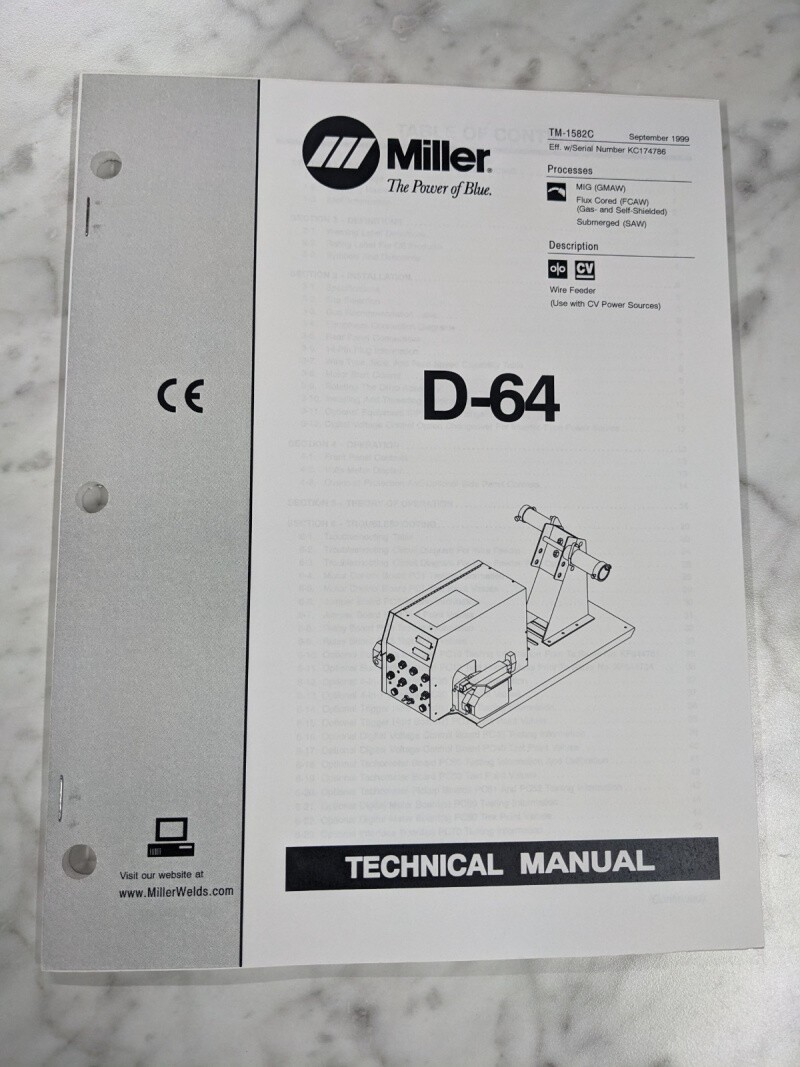 Miller®
The Power of Blue.
TM-1582C September 1999
Eff. w/Serial Number KC174786
Processes
MIG (GMAW)
Flux Cored (FCAW)
(Gas- and Self-Shielded)
Submerged (SAW)
Description
CV
Wire Feeder
(Use with CV Power Sources)
CE
D-64
TECHNICAL MANUAL
Visit our website at
www.MillerWelds.com